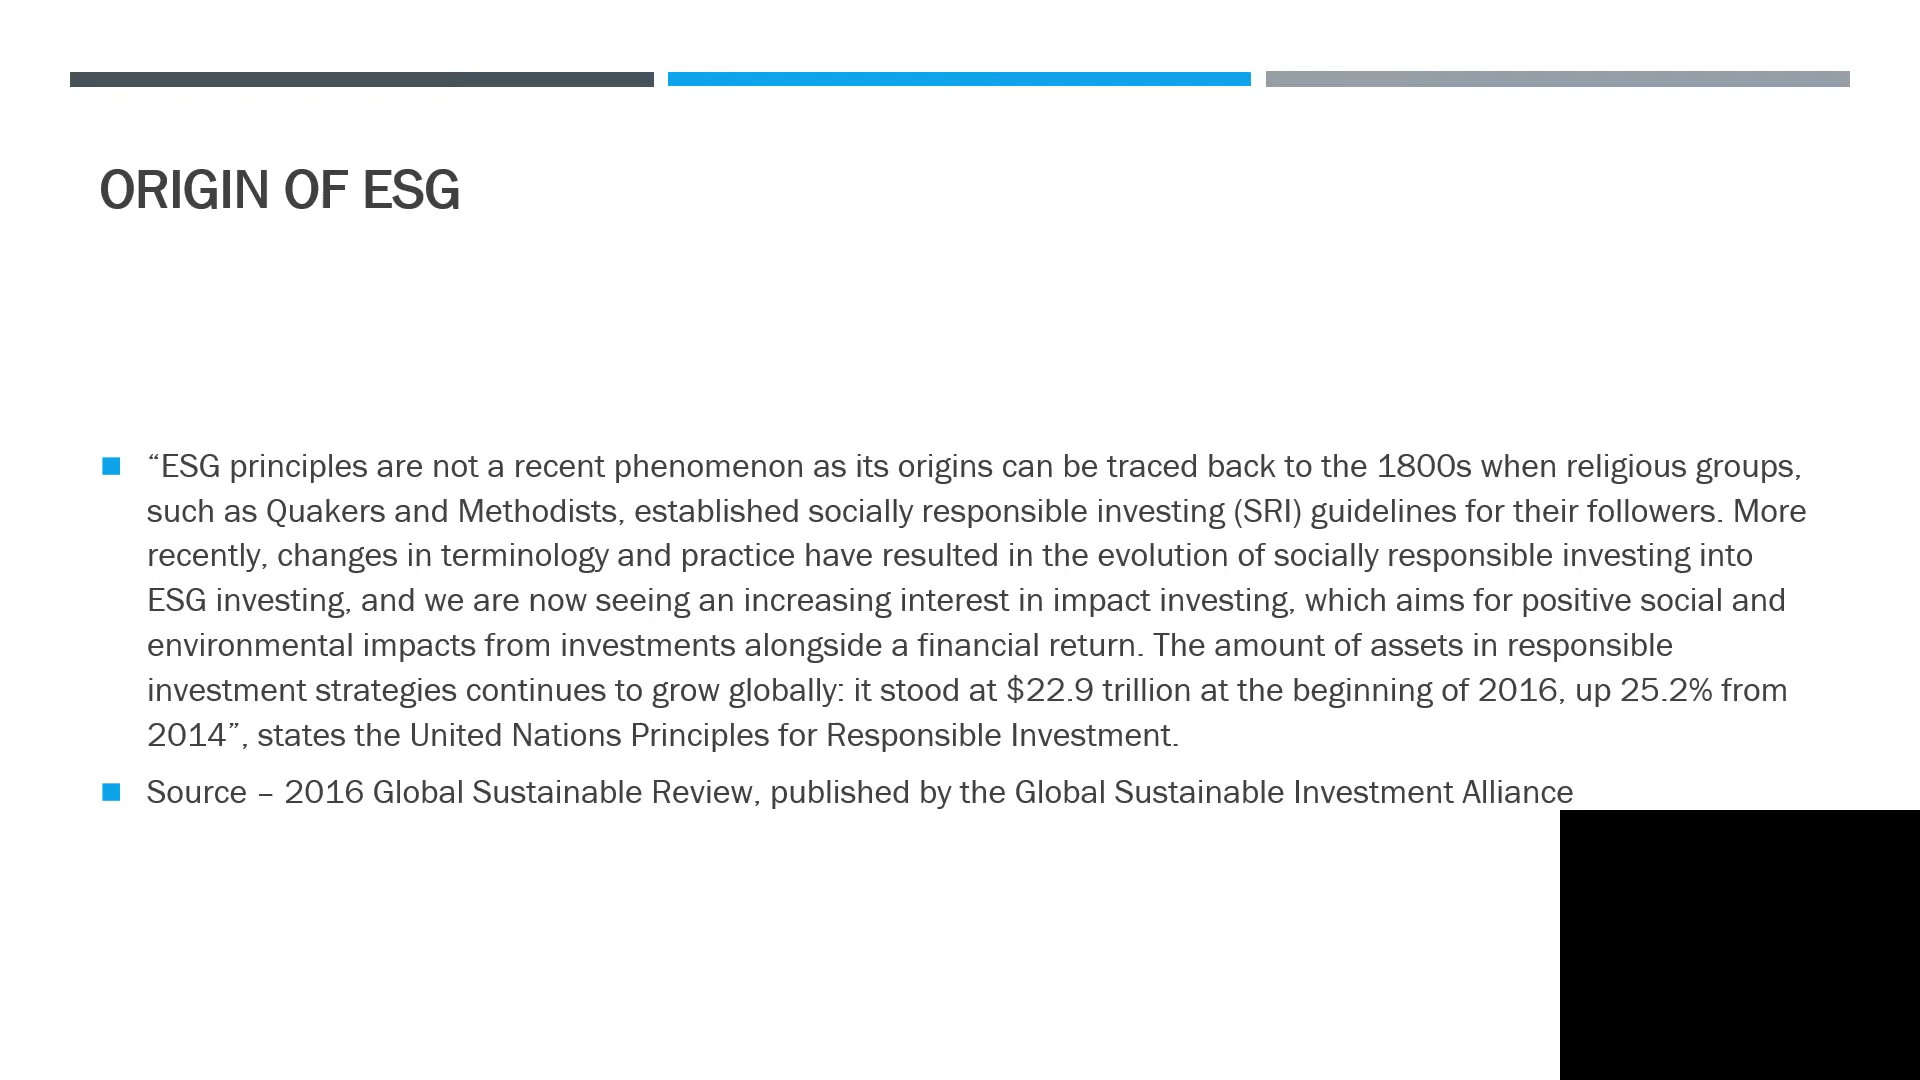 ORIGIN OF ESG
“ESG principles are not a recent phenomenon as its origins can be traced back to the 1800s when religious groups,
such as Quakers and Methodists, established socially responsible investing (SRI) guidelines for their followers. More
recently, changes in terminology and practice have resulted in the evolution of socially responsible investing into
ESG investing, and we are now seeing an increasing interest in impact investing, which aims for positive social and
environmental impacts from investments alongside a financial return. The amount of assets in responsible
investment strategies continues to grow globally: it stood at $22.9 trillion at the beginning of 2016, up 25.2% from
2014”, states the United Nations Principles for Responsible Investment.
Source – 2016 Global Sustainable Review, published by the Global Sustainable Investment Alliance